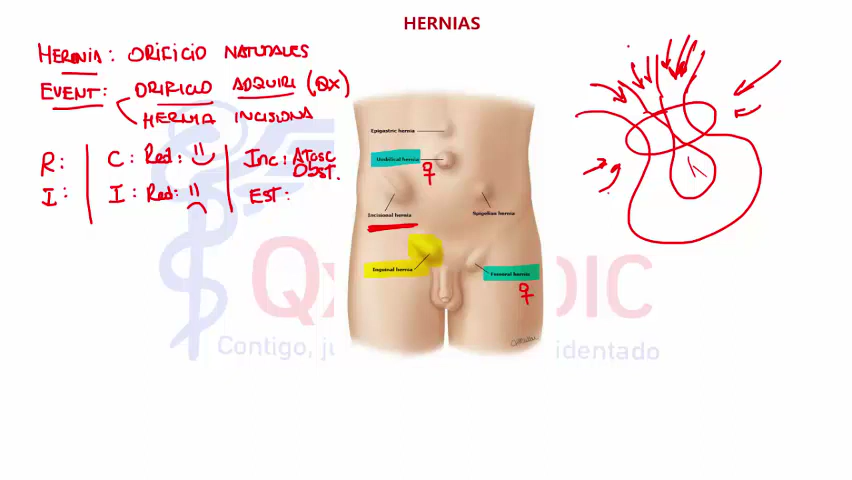 HERNIAS
HERNIA: ORIFICIO NATURALES
EVENT: ORIFICIO ADQUIRI (QX)
HERNIA INCISIONA
R: C: Red: Inc: Atasc
Obst.
I: I: Red: Est:
Epigastric hernia
Umbilical hernia
♀
Incisional hernia
Spigelian hernia
Inguinal hernia
Femoral hernia
♀
Contigo,
identado